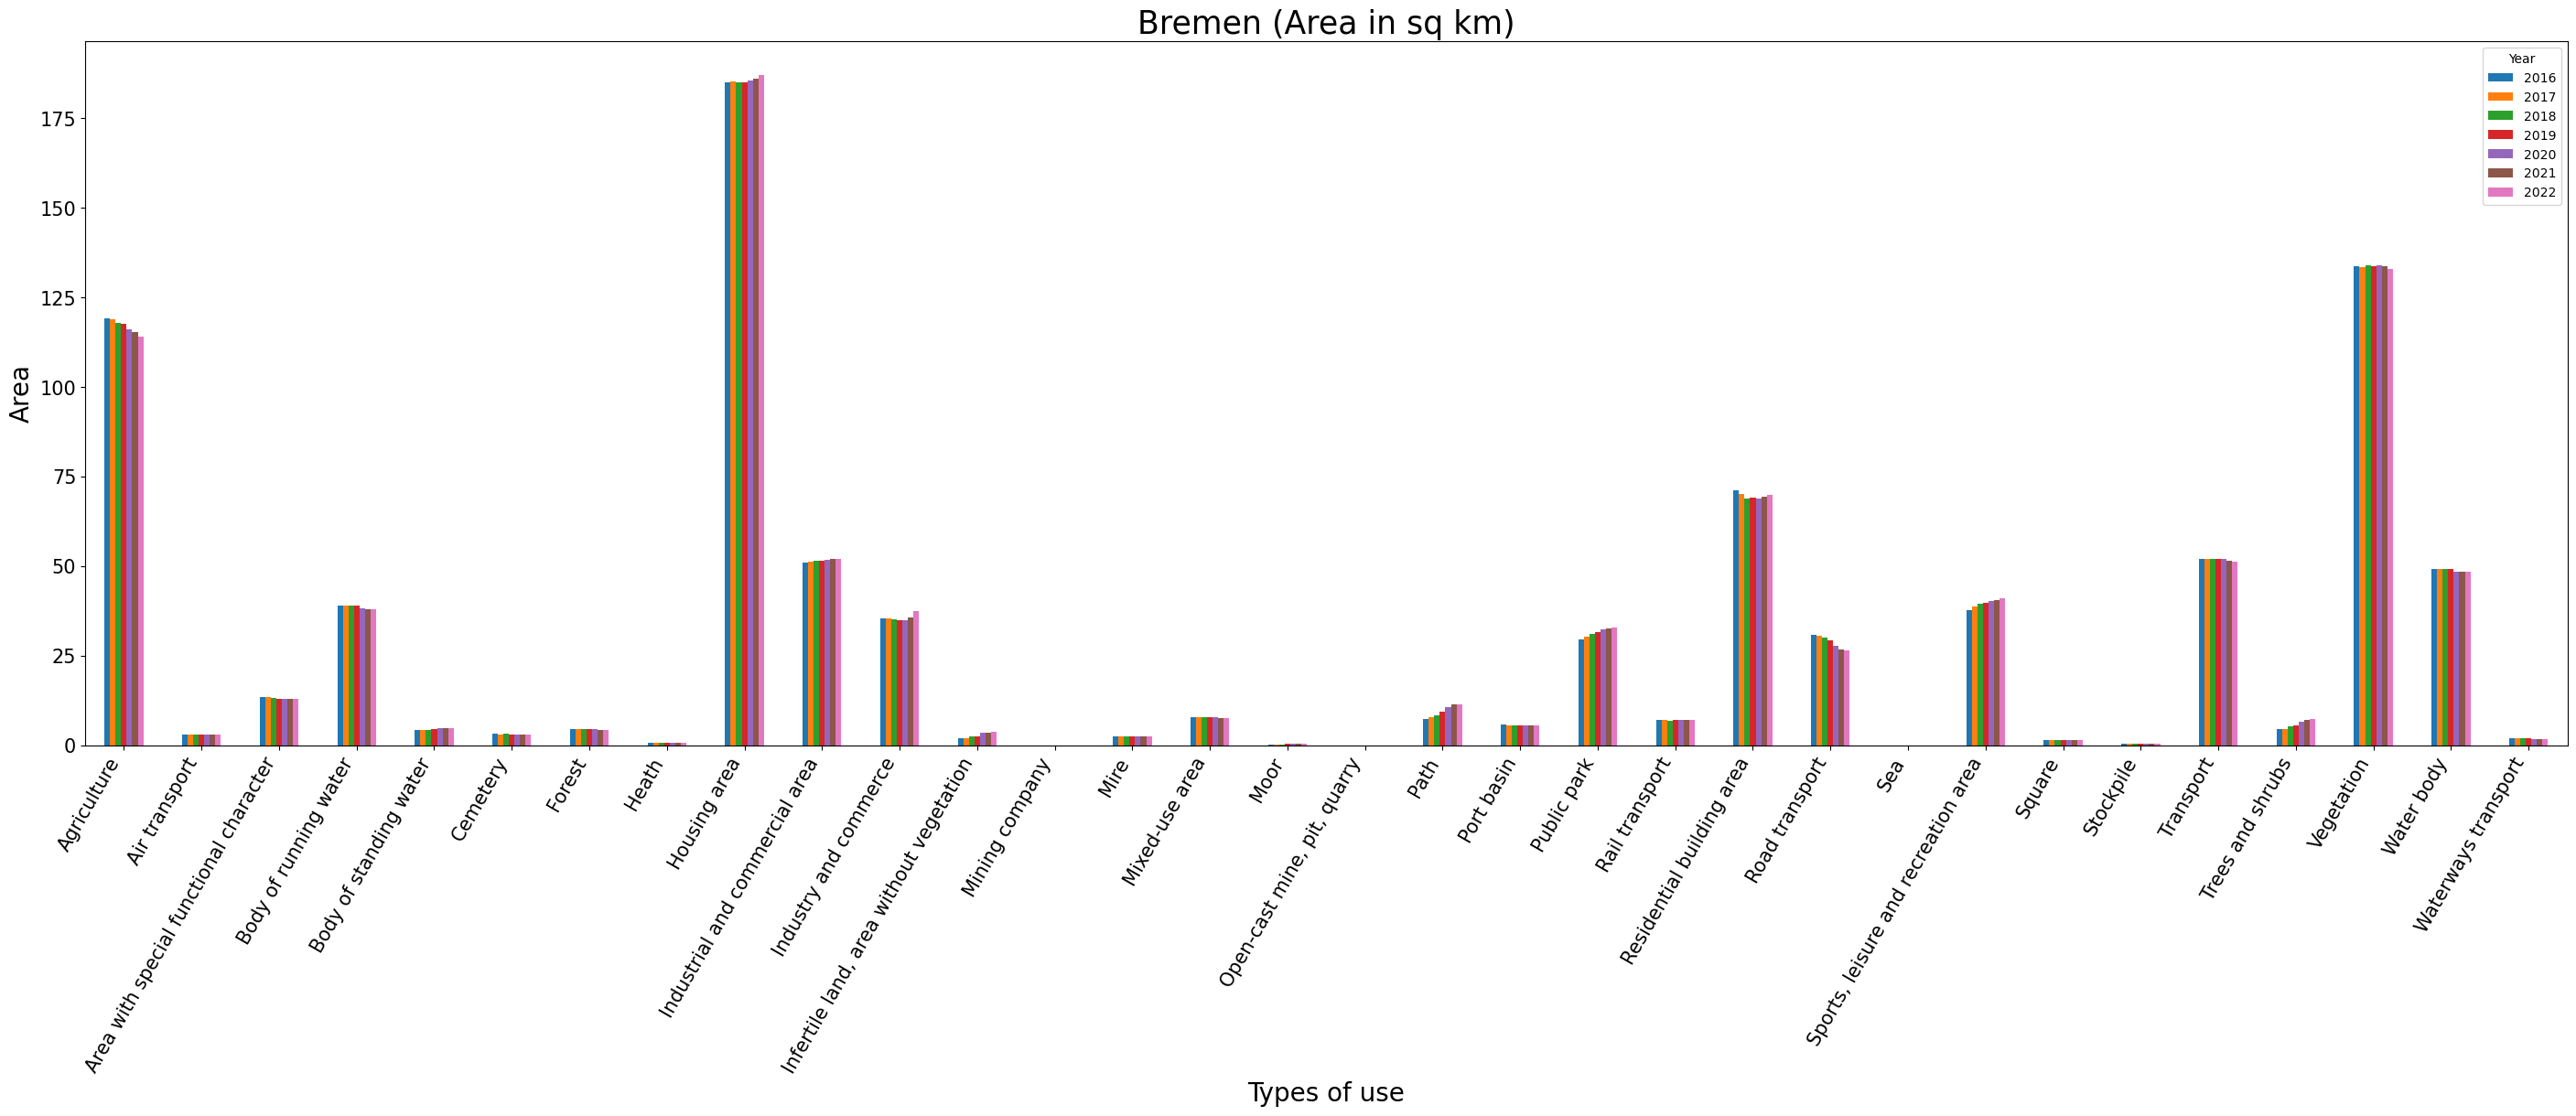 Bremen (Area in sq km)
Year
2016
2017
2018
2019
2020
2021
2022
175
150
125
100
75
50
25
0
Area
Agriculture
Air transport
Area with special functional character
Body of running water
Body of standing water
Cemetery
Forest
Heath
Housing area
Industrial and commercial area
Industry and commerce
Infertile land, area without vegetation
Mining company
Mire
Mixed-use area
Moor
Open-cast mine, pit, quarry
Path
Port basin
Public park
Rail transport
Residential building area
Road transport
Sea
Sports, leisure and recreation area
Square
Stockpile
Transport
Trees and shrubs
Vegetation
Water body
Waterways transport
Types of use